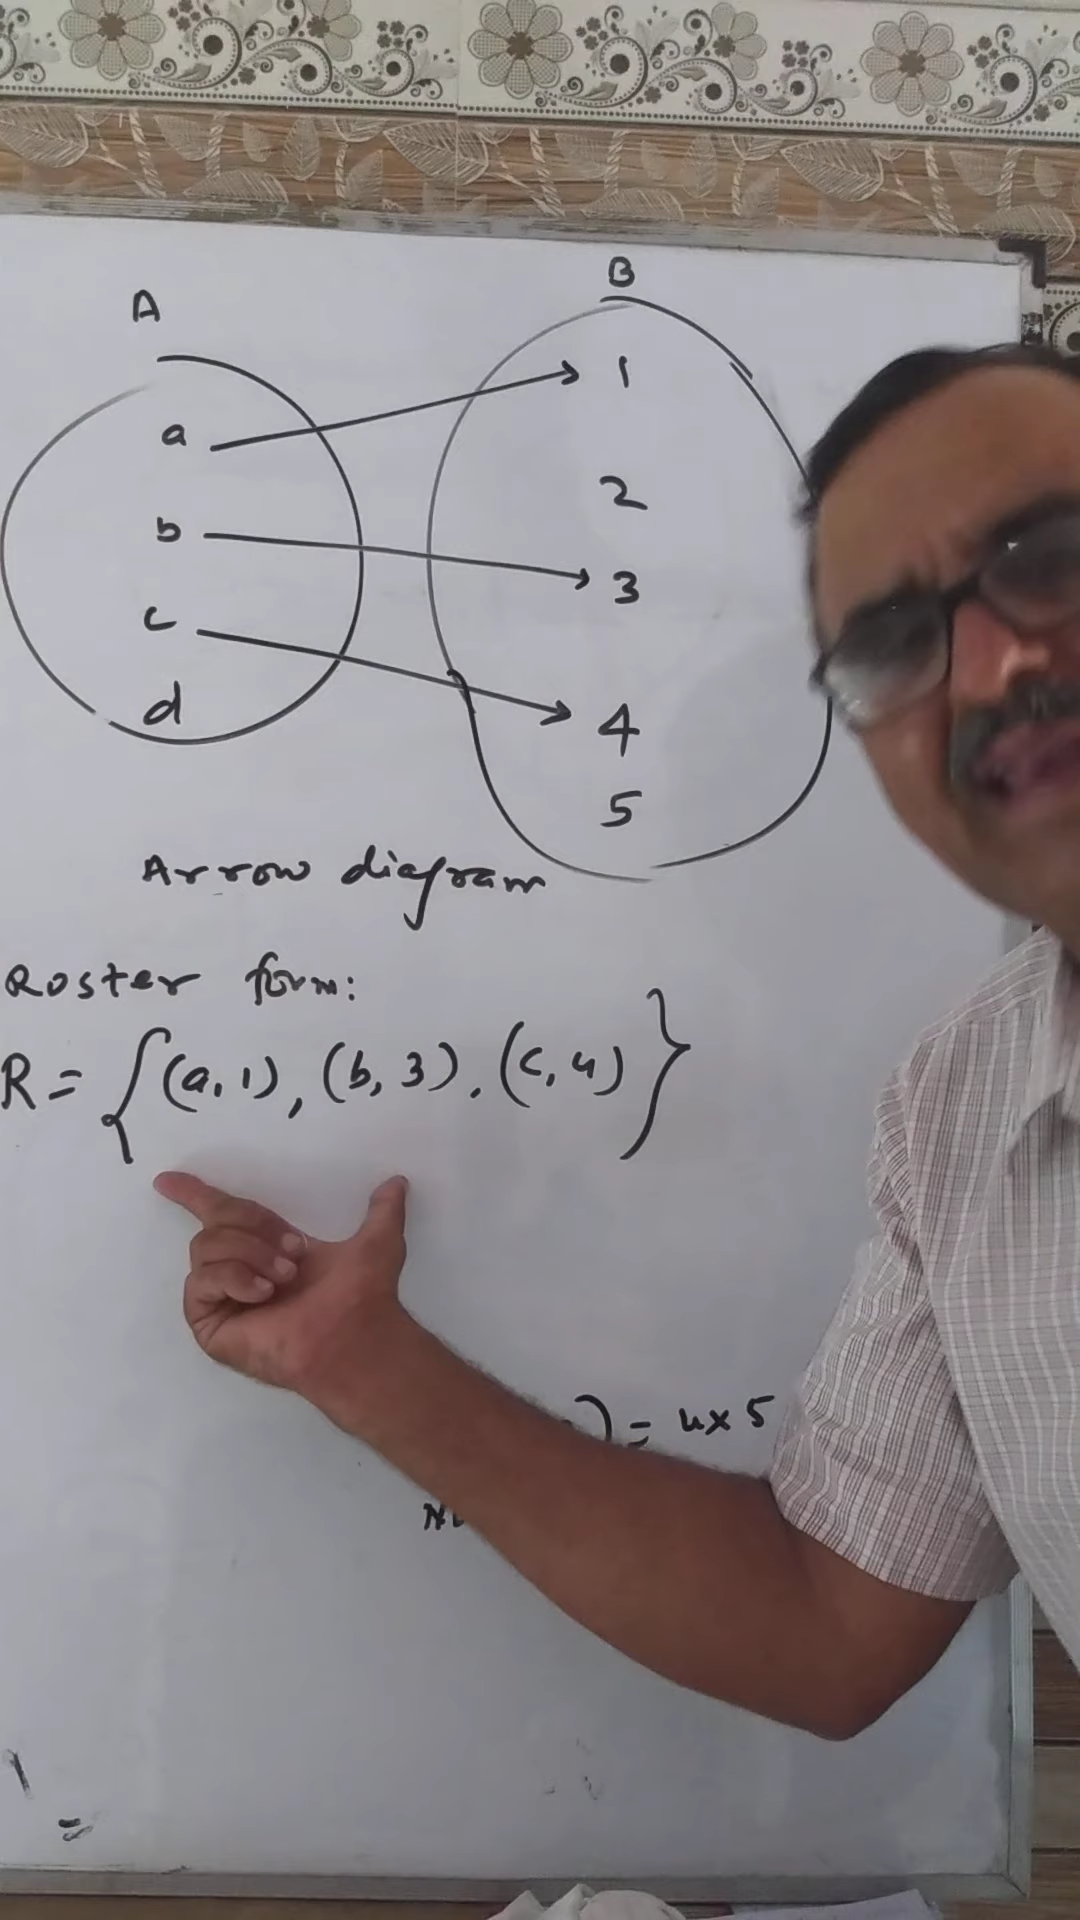 A
B
a
1
b
2
c
3
d
4
5
Arrow diagram
Roster form:
R = {(a, 1), (b, 3), (c, 4)}
) = 4 x 5
=